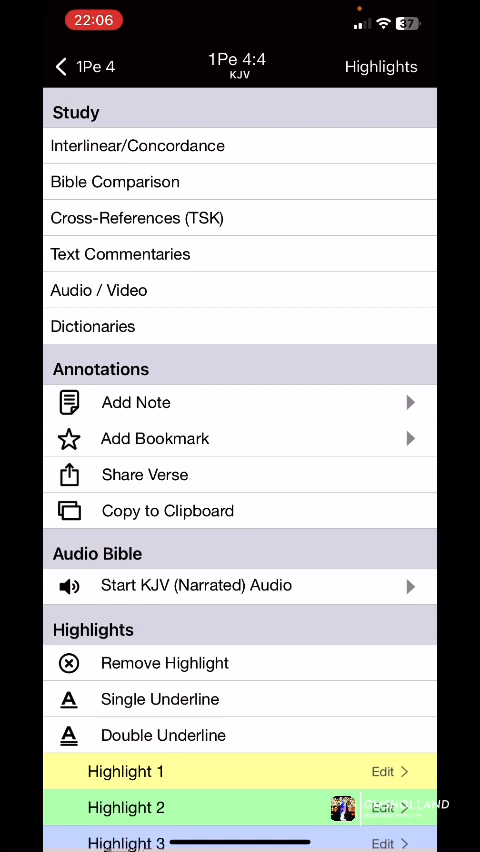 22:06
37
1Pe 4
1Pe 4:4
KJV
Highlights
Study
Interlinear/Concordance
Bible Comparison
Cross-References (TSK)
Text Commentaries
Audio / Video
Dictionaries
Annotations
Add Note
Add Bookmark
Share Verse
Copy to Clipboard
Audio Bible
Start KJV (Narrated) Audio
Highlights
Remove Highlight
Single Underline
Double Underline
Highlight 1 Edit
Highlight 2 Edit
Highlight 3 Edit